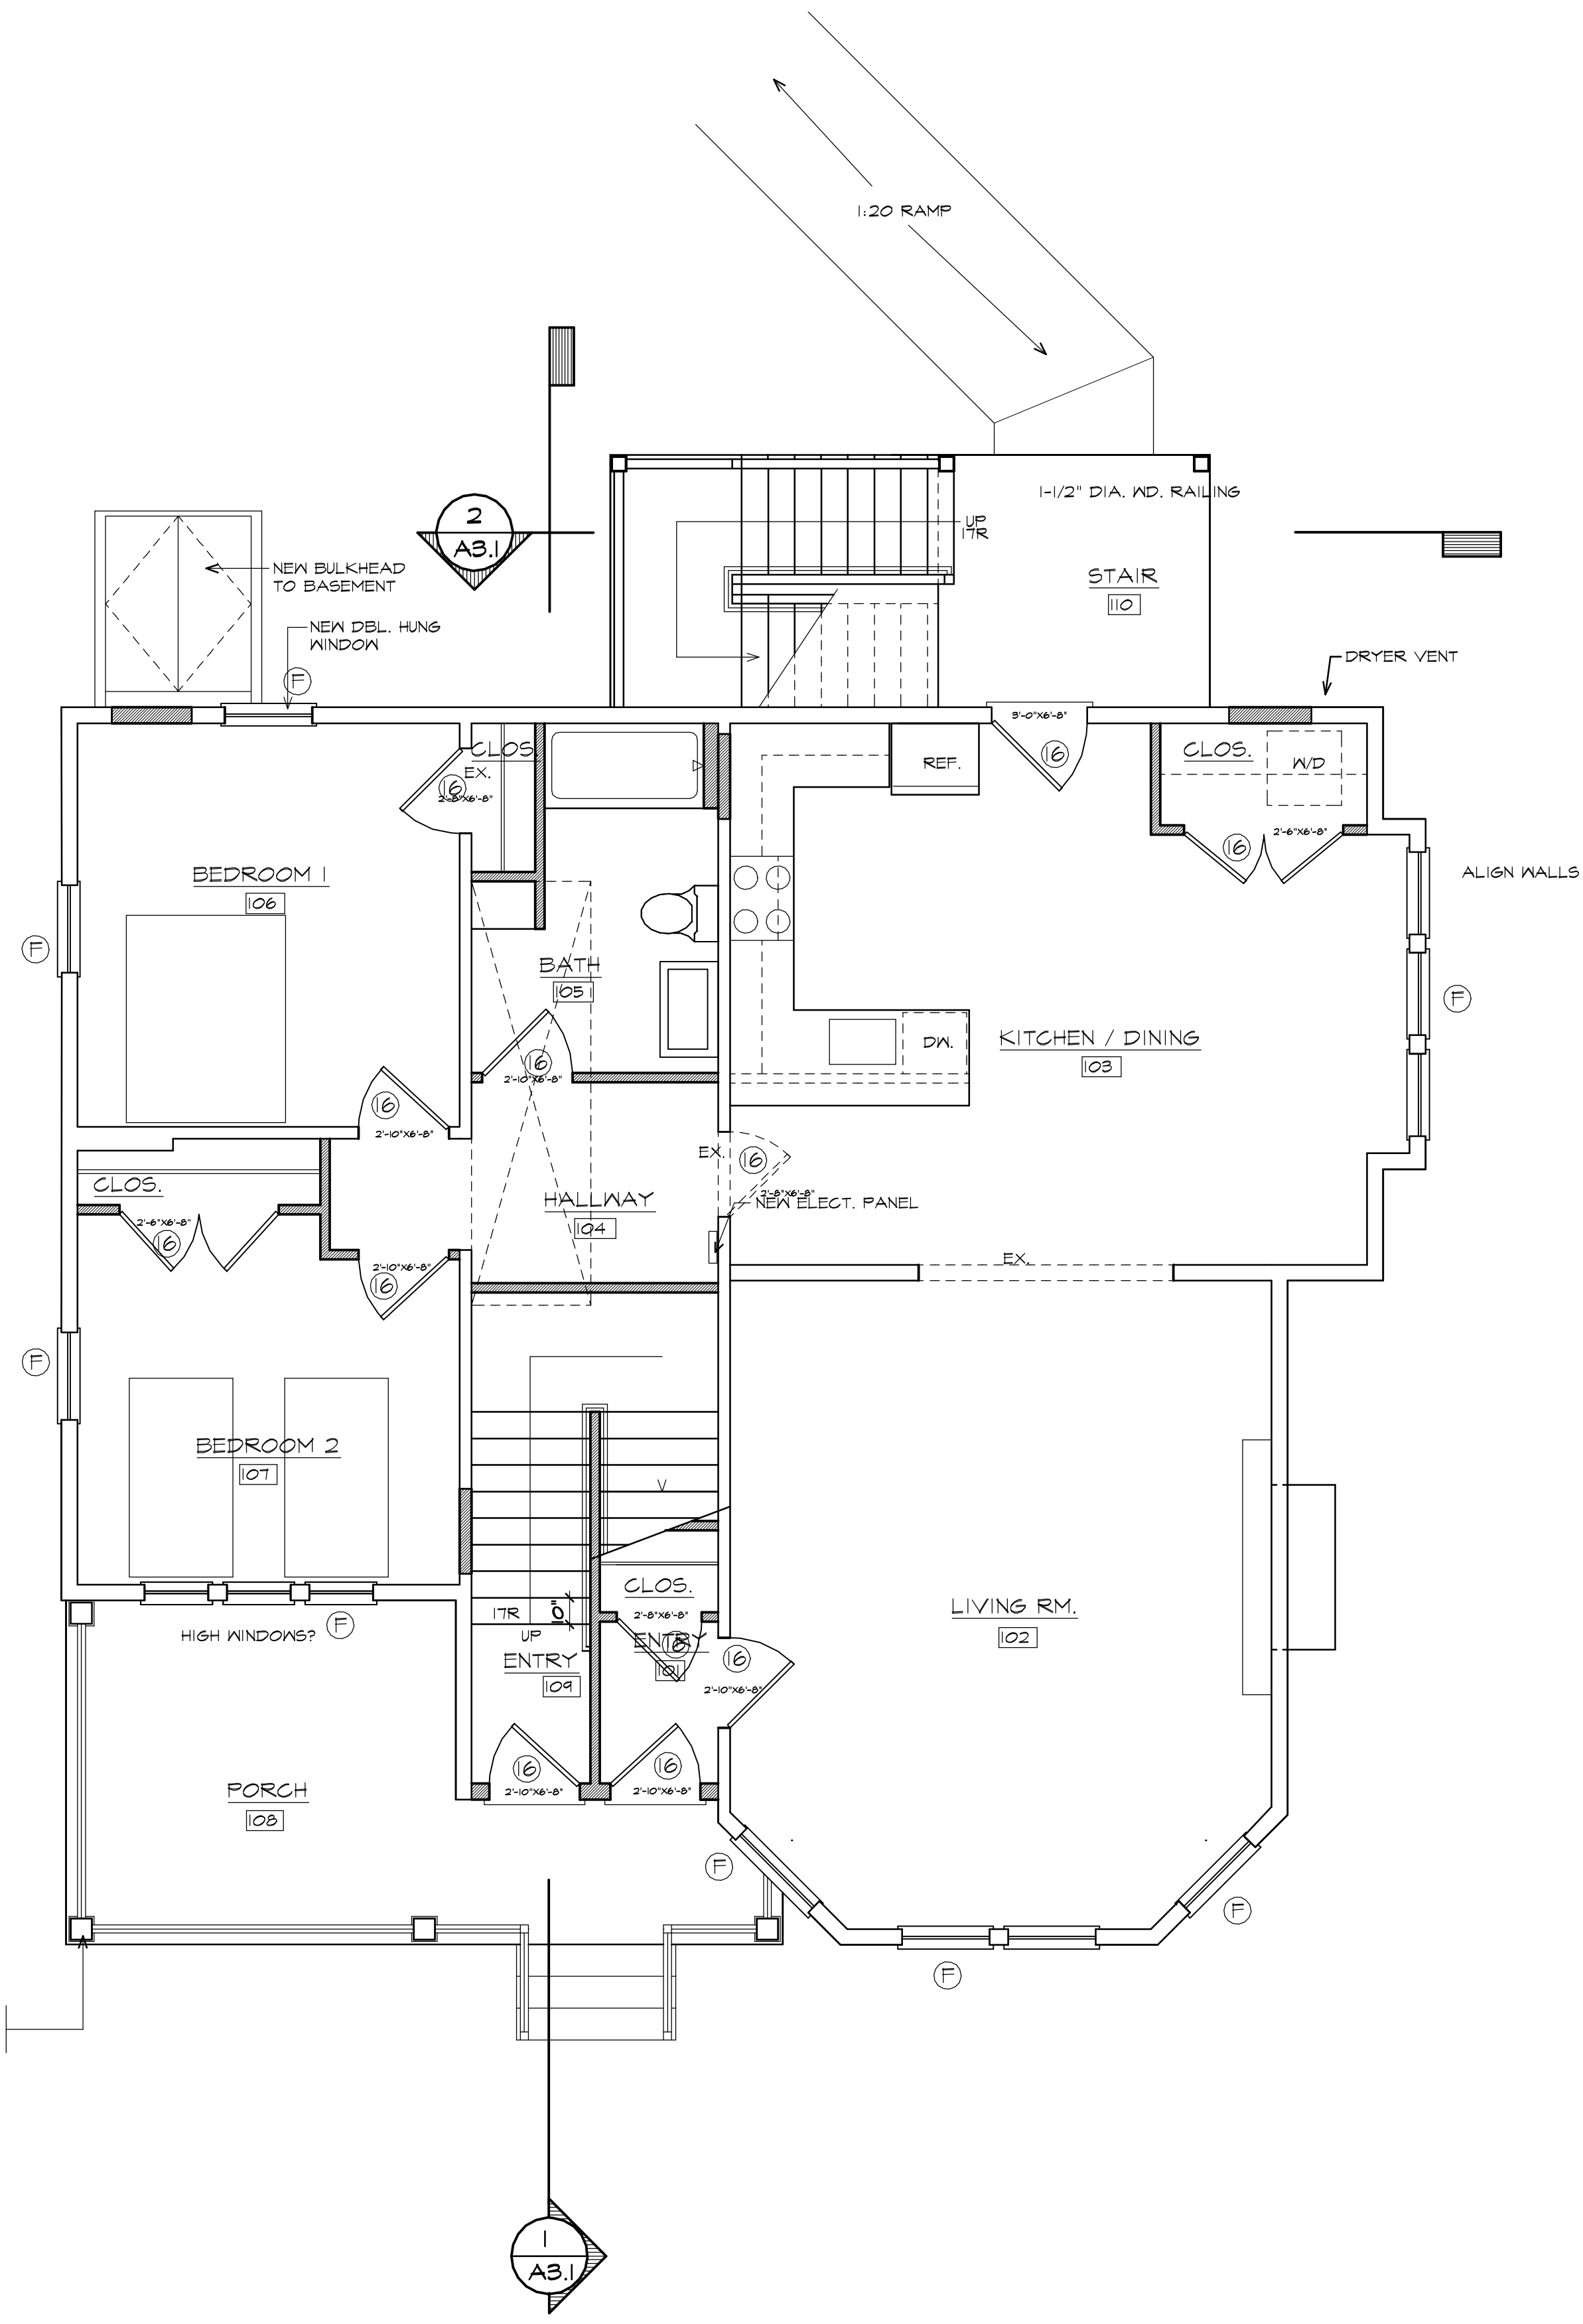 1:20 RAMP
1-1/2" DIA. WD. RAILING
2
A3.1
UP
17R
NEW BULKHEAD
TO BASEMENT
STAIR
110
NEW DBL. HUNG
WINDOW
DRYER VENT
F
3'-0"X6'-8"
16
CLOS.
EX.
16
2'-8"X6'-8"
REF.
CLOS.
W/D
2'-6"X6'-8"
16
ALIGN WALLS
BEDROOM 1
106
F
BATH
105
F
KITCHEN / DINING
103
DW.
16
2'-10"X6'-8"
16
2'-10"X6'-8"
EX.
16
2'-8"X6'-8"
NEW ELECT. PANEL
CLOS.
2'-6"X6'-8"
16
HALLWAY
104
2'-10"X6'-8"
16
EX.
F
BEDROOM 2
107
CLOS.
2'-8"X6'-8"
17R
10"
UP
LIVING RM.
102
HIGH WINDOWS?
F
ENTRY
109
ENTRY
101
16
16
2'-10"X6'-8"
PORCH
108
16
2'-10"X6'-8"
16
2'-10"X6'-8"
F
F
F
1
A3.1